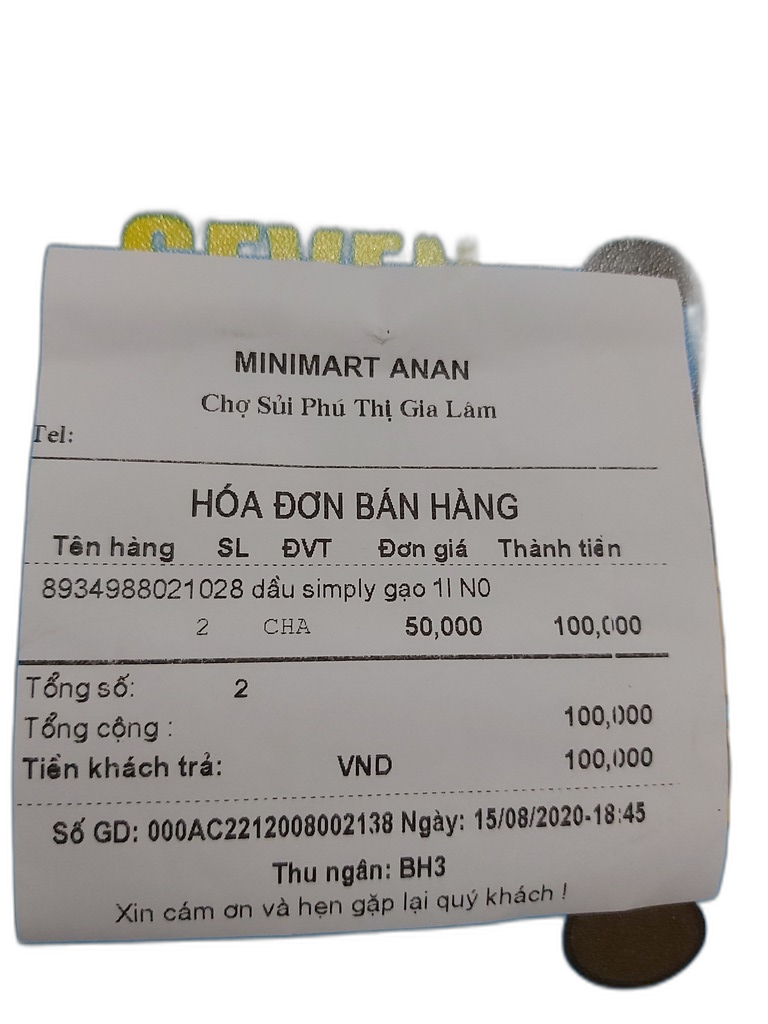 SEVEN
MINIMART ANAN
Chợ Sủi Phú Thị Gia Lâm
Tel:
HÓA ĐƠN BÁN HÀNG
Tên hàng SL ĐVT Đơn giá Thành tiền
8934988021028 dầu simply gạo 1l N0
2 CHA 50,000 100,000
Tổng số: 2
Tổng cộng : 100,000
Tiền khách trả: VND 100,000
Số GD: 000AC2212008002138 Ngày: 15/08/2020-18:45
Thu ngân: BH3
Xin cám ơn và hẹn gặp lại quý khách !